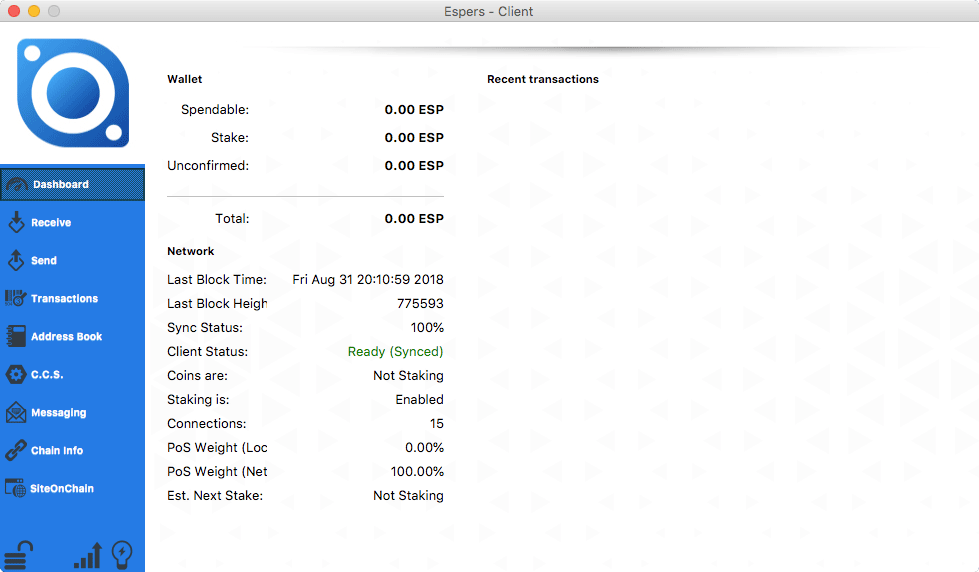 Espers - Client
Dashboard
Receive
Send
Transactions
Address Book
C.C.S.
Messaging
Chain Info
SiteOnChain
Wallet
Spendable: 0.00 ESP
Stake: 0.00 ESP
Unconfirmed: 0.00 ESP
Total: 0.00 ESP
Network
Last Block Time: Fri Aug 31 20:10:59 2018
Last Block Heigh 775593
Sync Status: 100%
Client Status: Ready (Synced)
Coins are: Not Staking
Staking is: Enabled
Connections: 15
PoS Weight (Loc 0.00%
PoS Weight (Net 100.00%
Est. Next Stake: Not Staking
Recent transactions